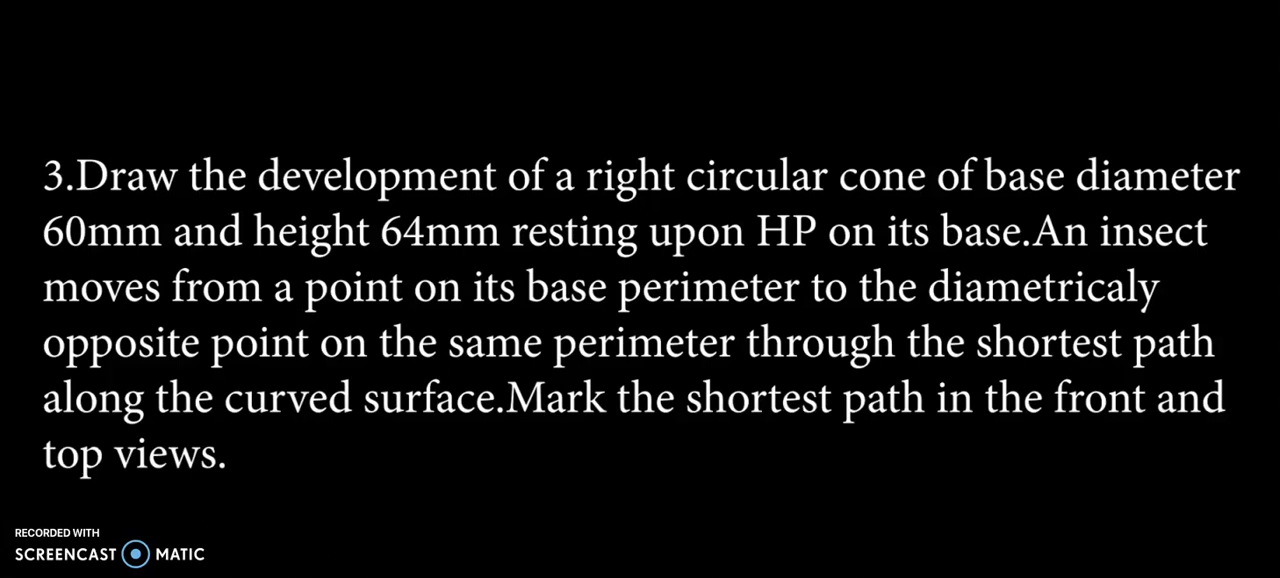 3.Draw the development of a right circular cone of base diameter
60mm and height 64mm resting upon HP on its base.An insect
moves from a point on its base perimeter to the diametricaly
opposite point on the same perimeter through the shortest path
along the curved surface.Mark the shortest path in the front and
top views.
RECORDED WITH
SCREENCAST MATIC